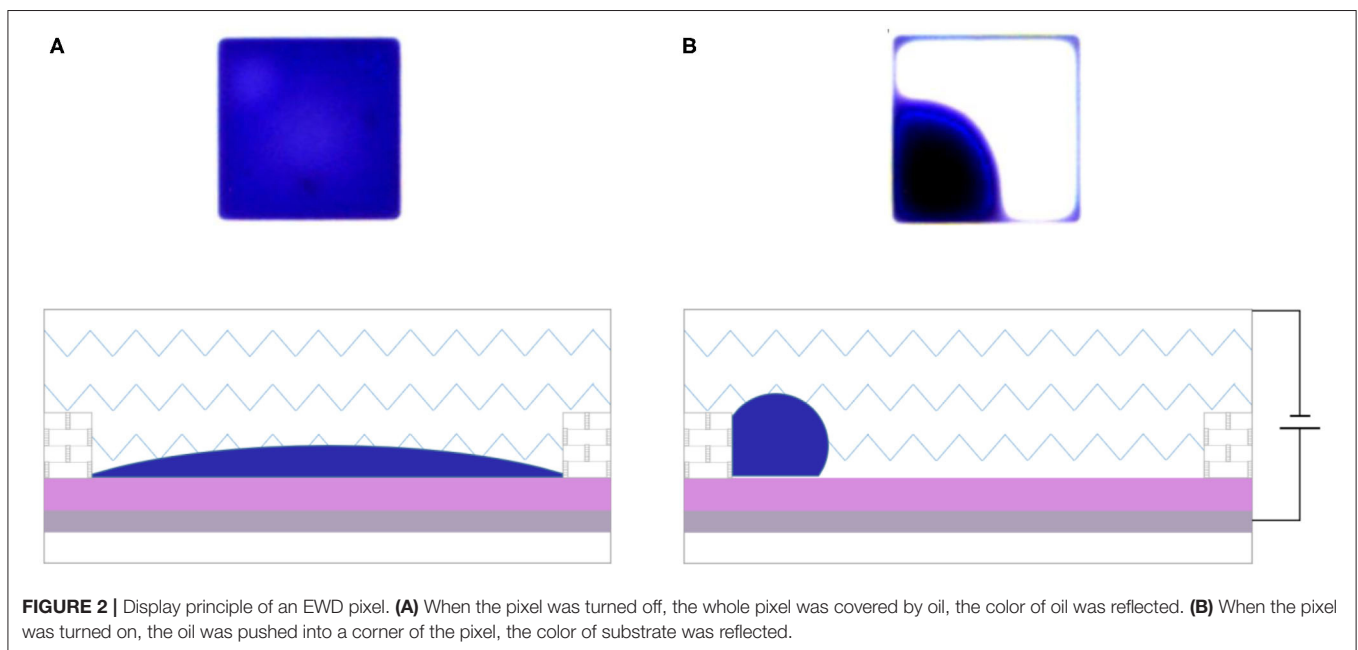 A
B
FIGURE 2 | Display principle of an EWD pixel. (A) When the pixel was turned off, the whole pixel was covered by oil, the color of oil was reflected. (B) When the pixel
was turned on, the oil was pushed into a corner of the pixel, the color of substrate was reflected.